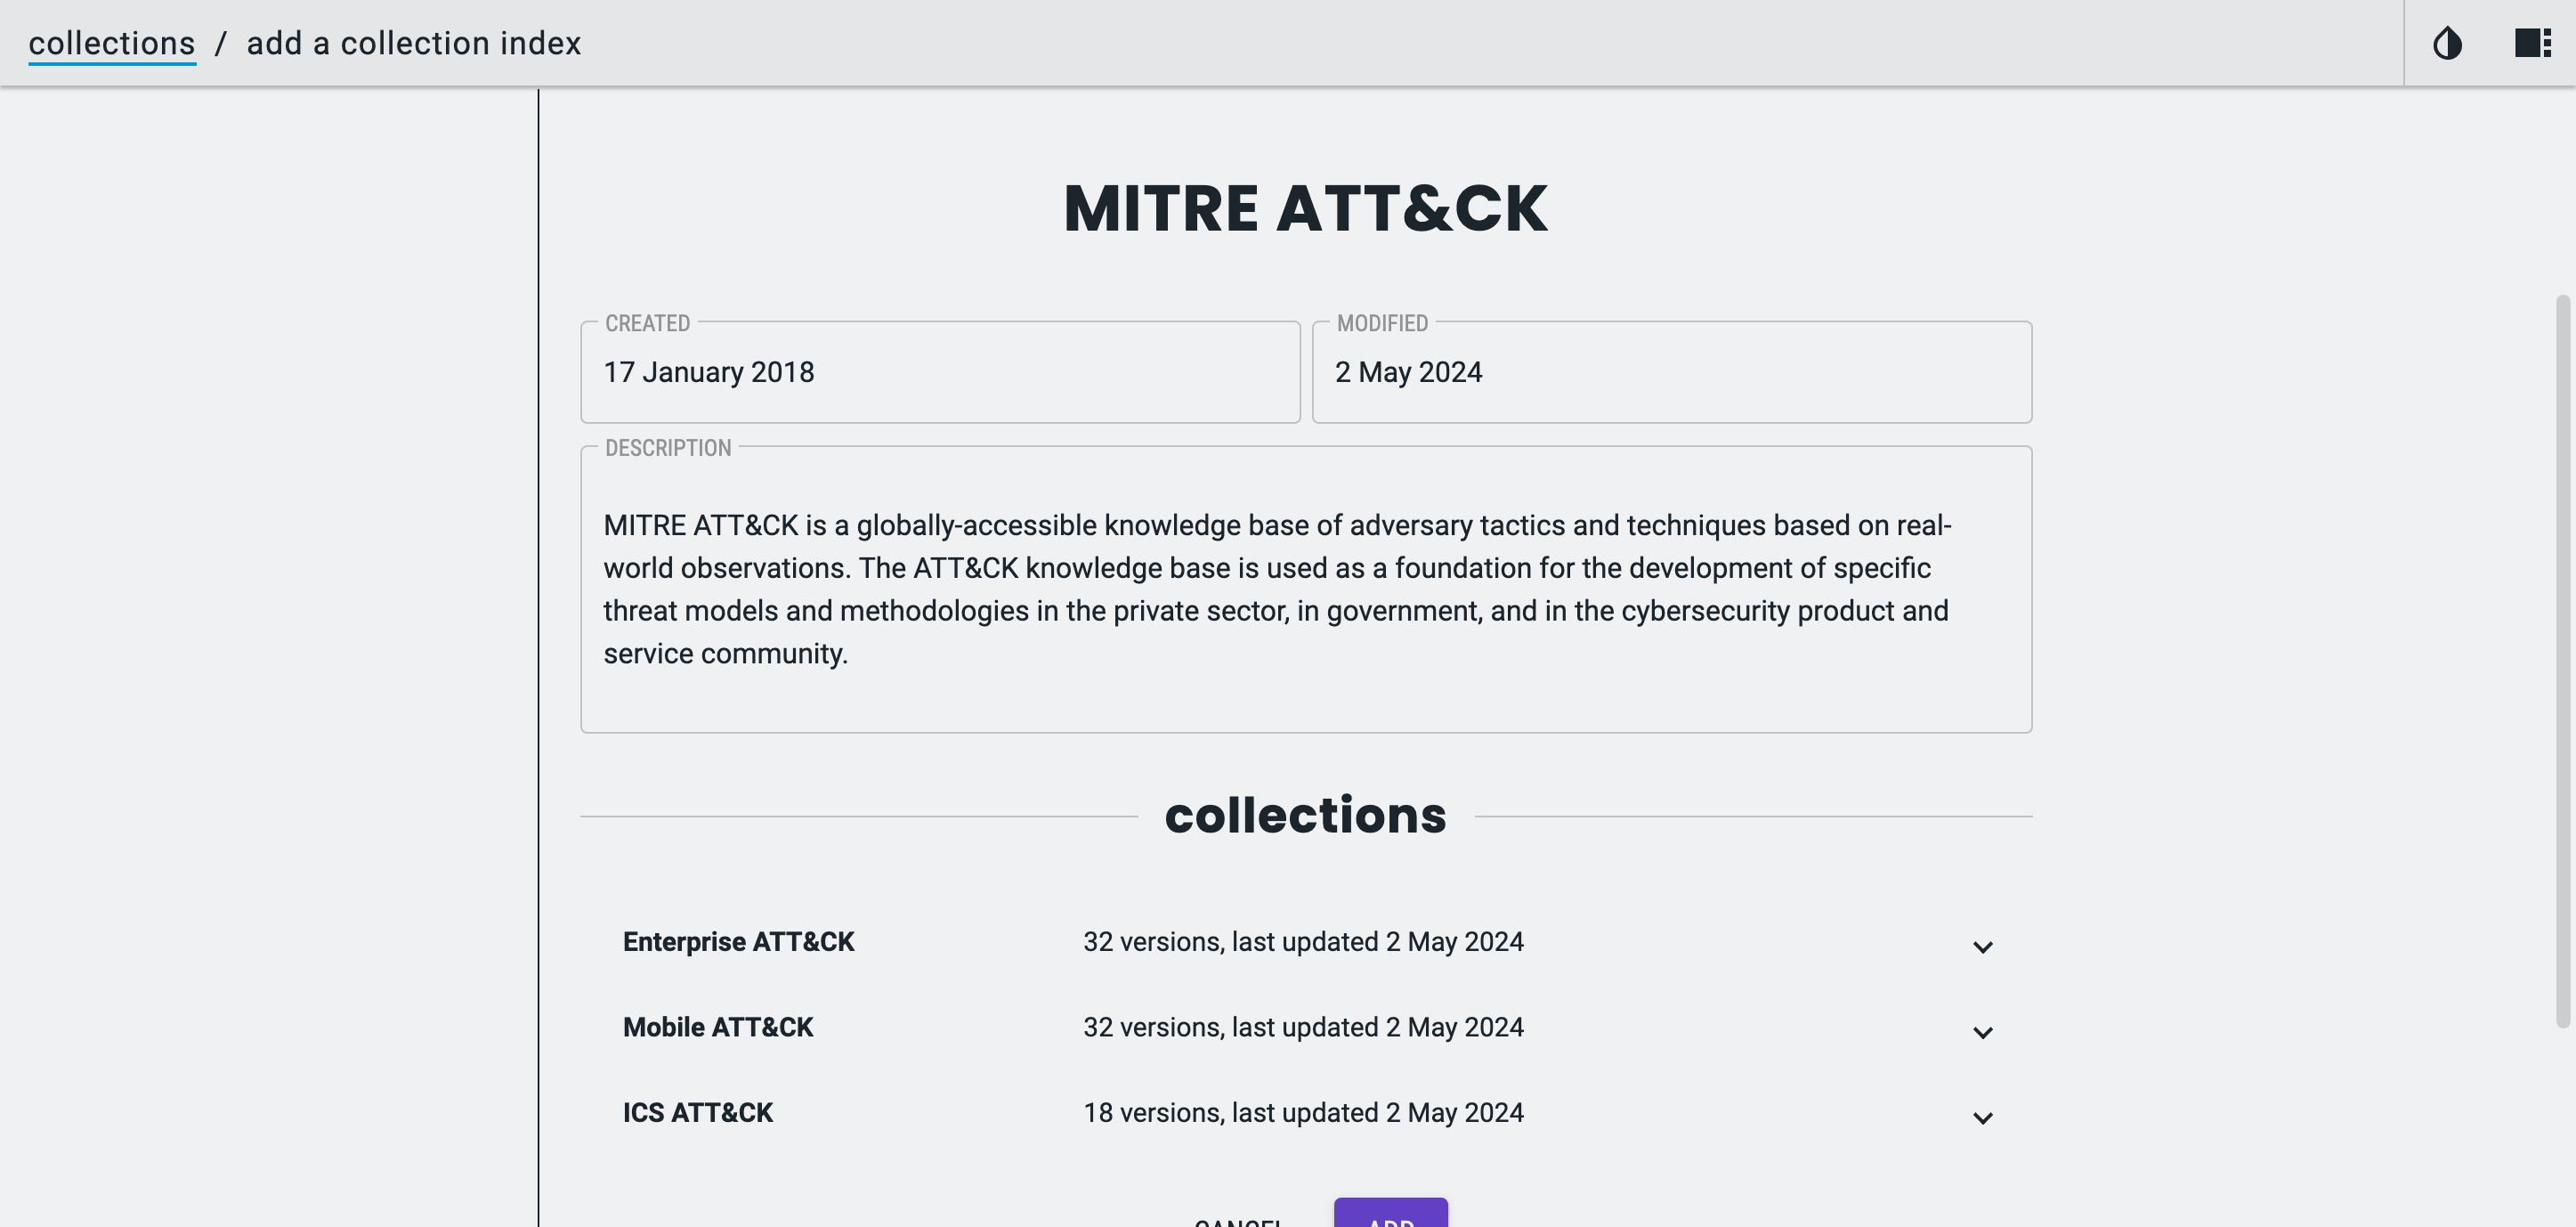 collections / add a collection index
MITRE ATT&CK
CREATED
17 January 2018
MODIFIED
2 May 2024
DESCRIPTION
MITRE ATT&CK is a globally-accessible knowledge base of adversary tactics and techniques based on real-
world observations. The ATT&CK knowledge base is used as a foundation for the development of specific
threat models and methodologies in the private sector, in government, and in the cybersecurity product and
service community.
collections
Enterprise ATT&CK 32 versions, last updated 2 May 2024
Mobile ATT&CK 32 versions, last updated 2 May 2024
ICS ATT&CK 18 versions, last updated 2 May 2024
CANCEL ADD